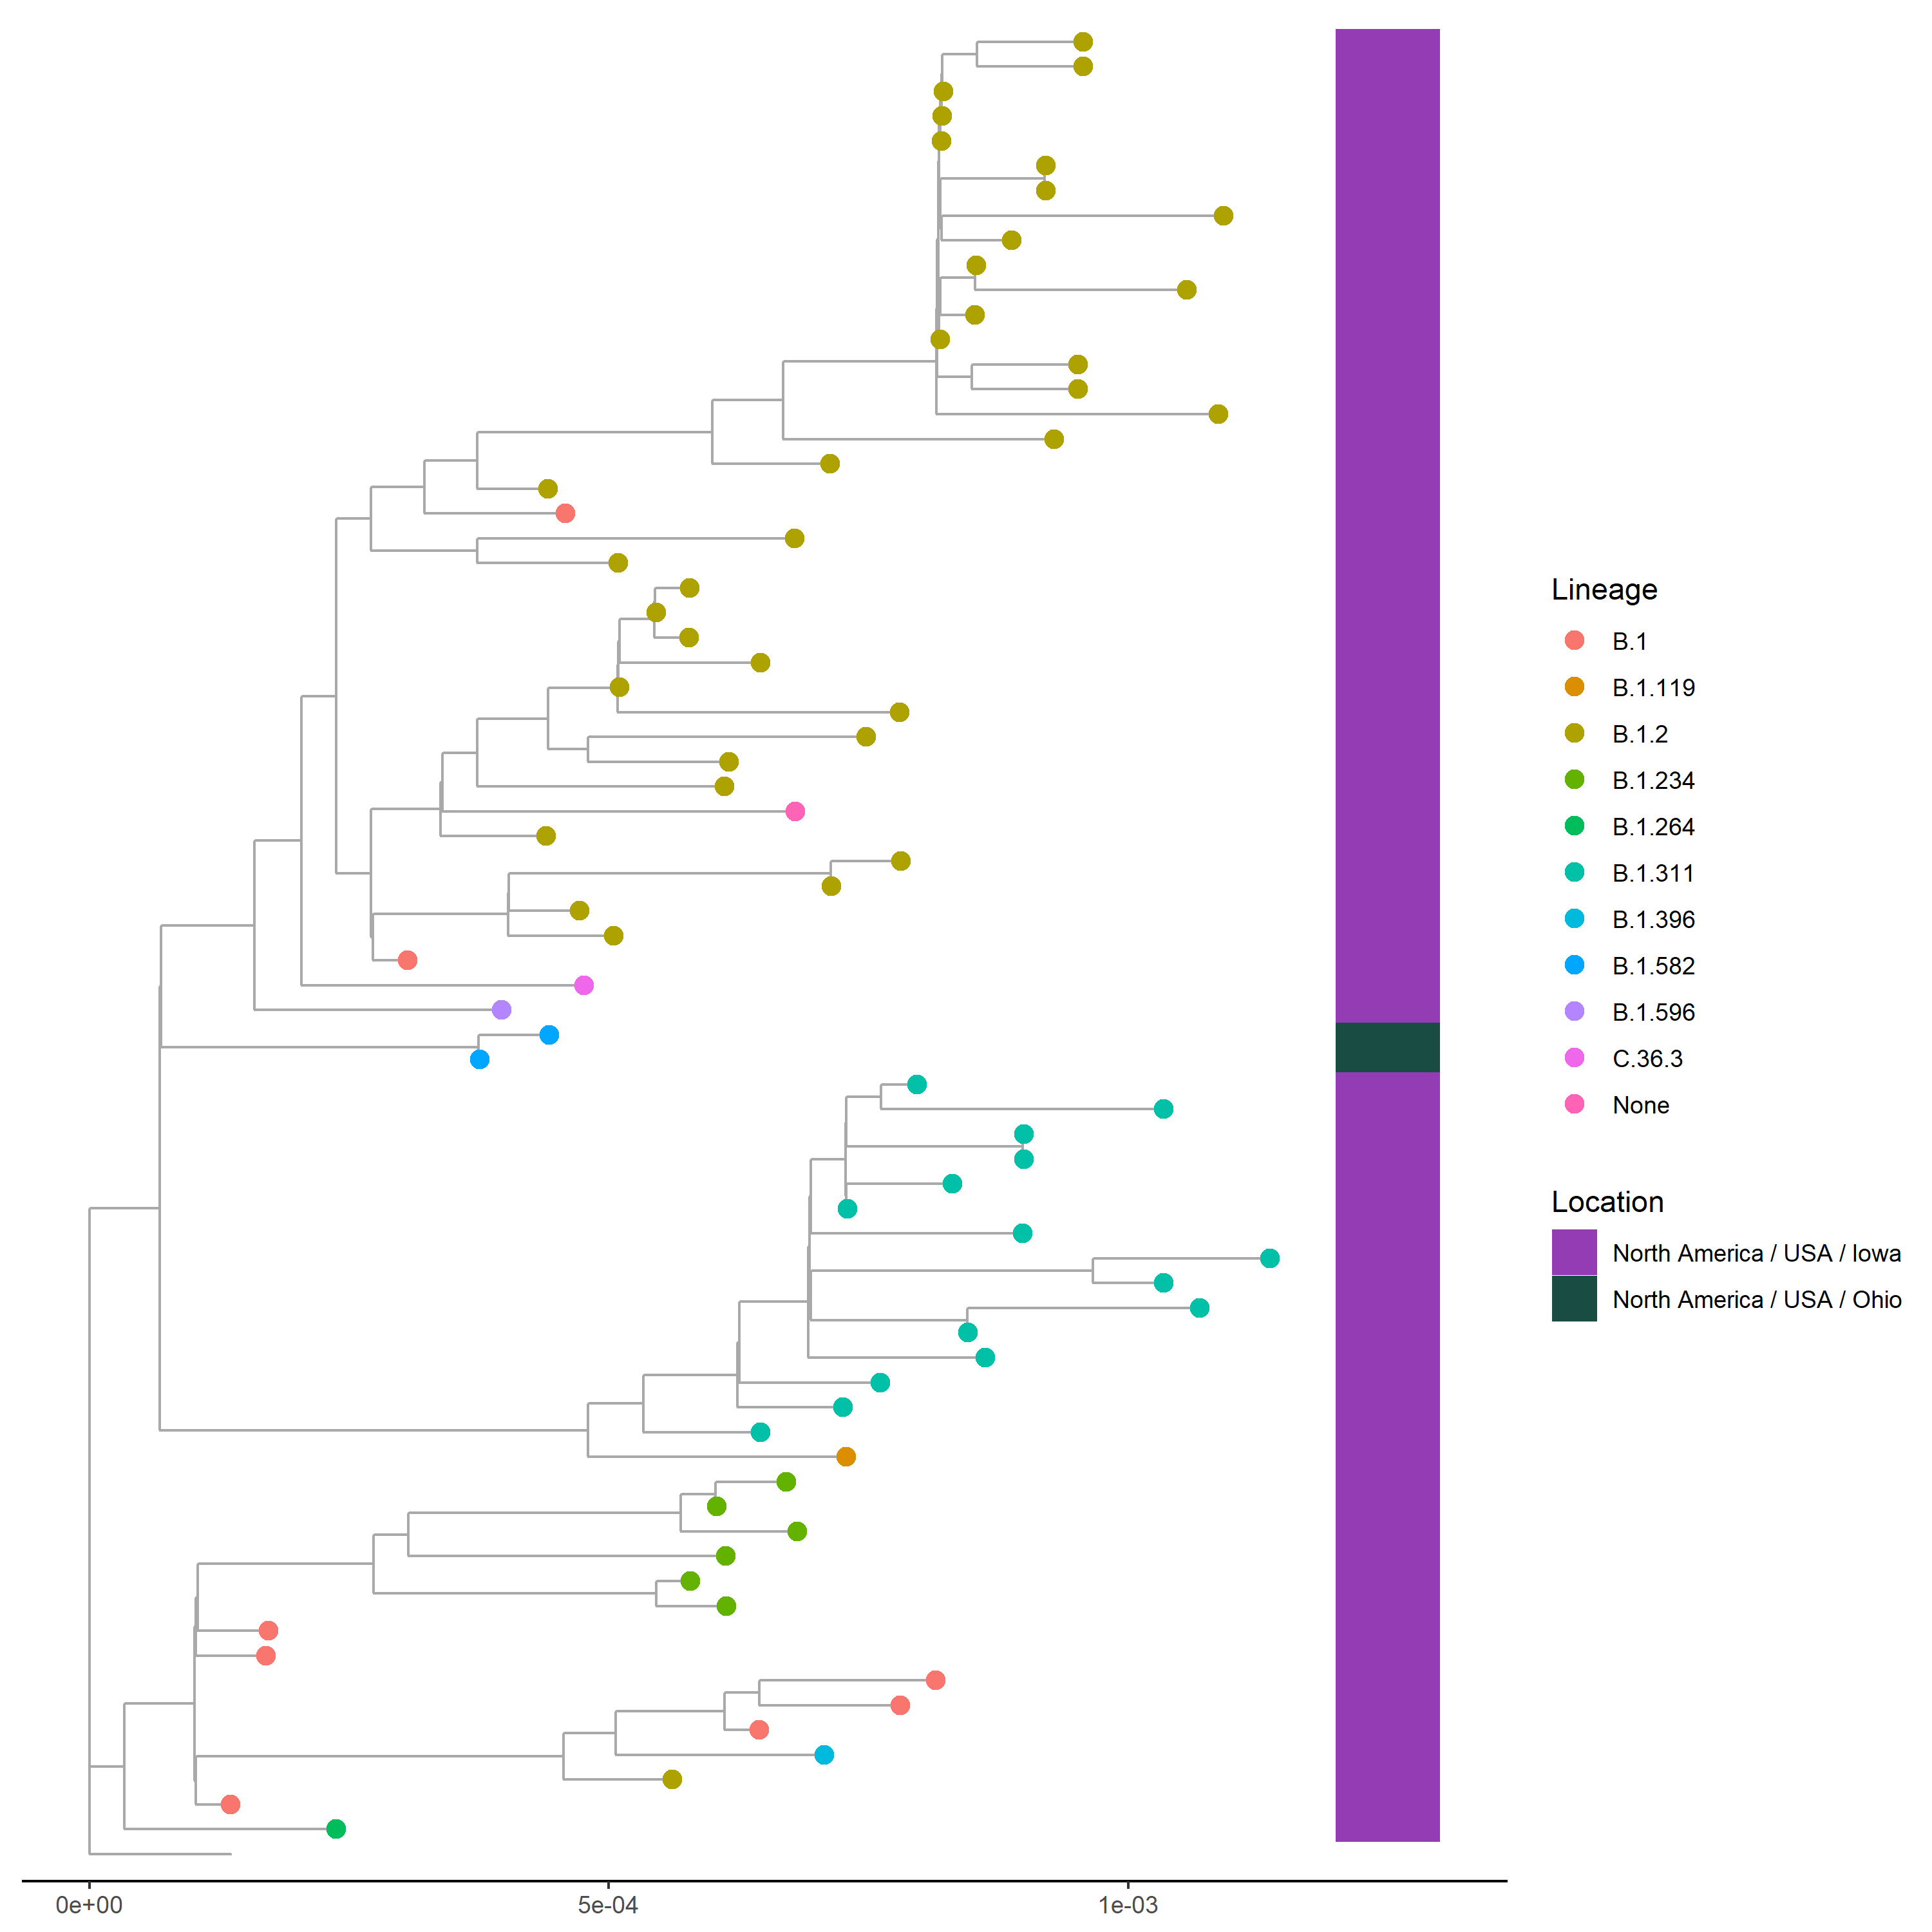 Lineage
B.1
B.1.119
B.1.2
B.1.234
B.1.264
B.1.311
B.1.396
B.1.582
B.1.596
C.36.3
None
Location
North America / USA / Iowa
North America / USA / Ohio
0e+00 5e-04 1e-03